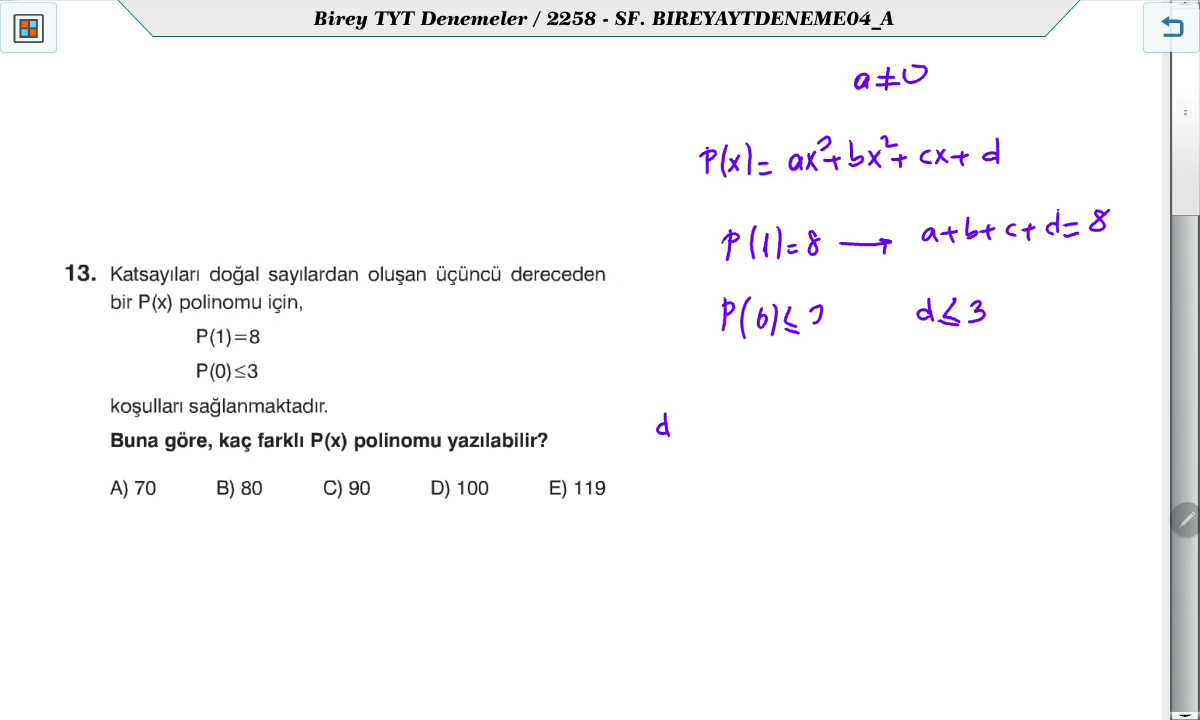 Birey TYT Denemeler / 2258 - SF. BIREYAYTDENEME04_A
a≠0
P(x)= ax³+bx²+ cx+ d
P(1)=8 → a+b+c+d=8
P(0)≤3 d≤3
d
13. Katsayıları doğal sayılardan oluşan üçüncü dereceden
bir P(x) polinomu için,
P(1)=8
P(0)≤3
koşulları sağlanmaktadır.
Buna göre, kaç farklı P(x) polinomu yazılabilir?
A) 70 B) 80 C) 90 D) 100 E) 119